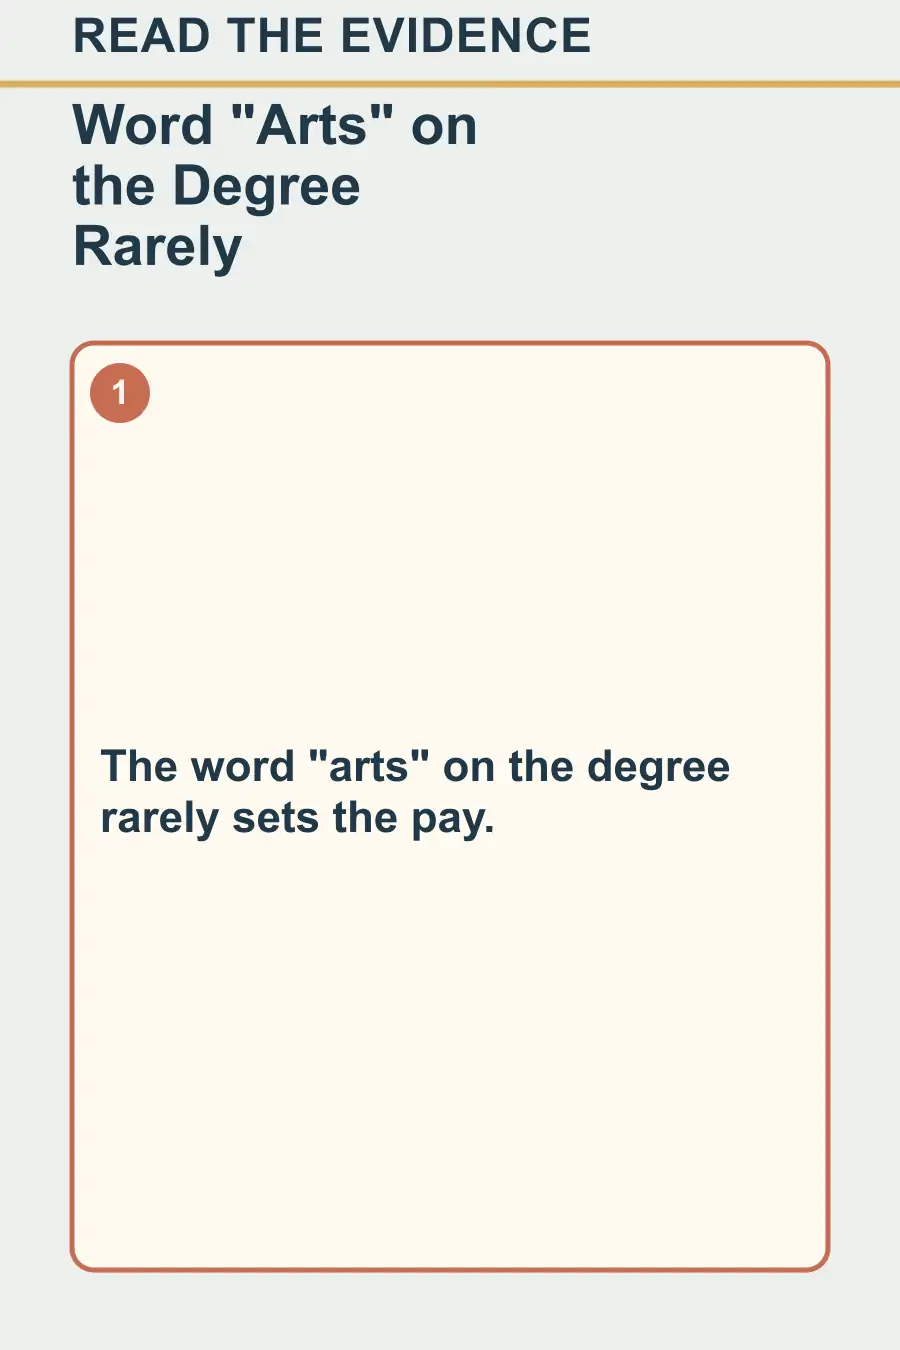 READ THE EVIDENCE
Word "Arts" on
the Degree
Rarely
1
The word "arts" on the degree
rarely sets the pay.